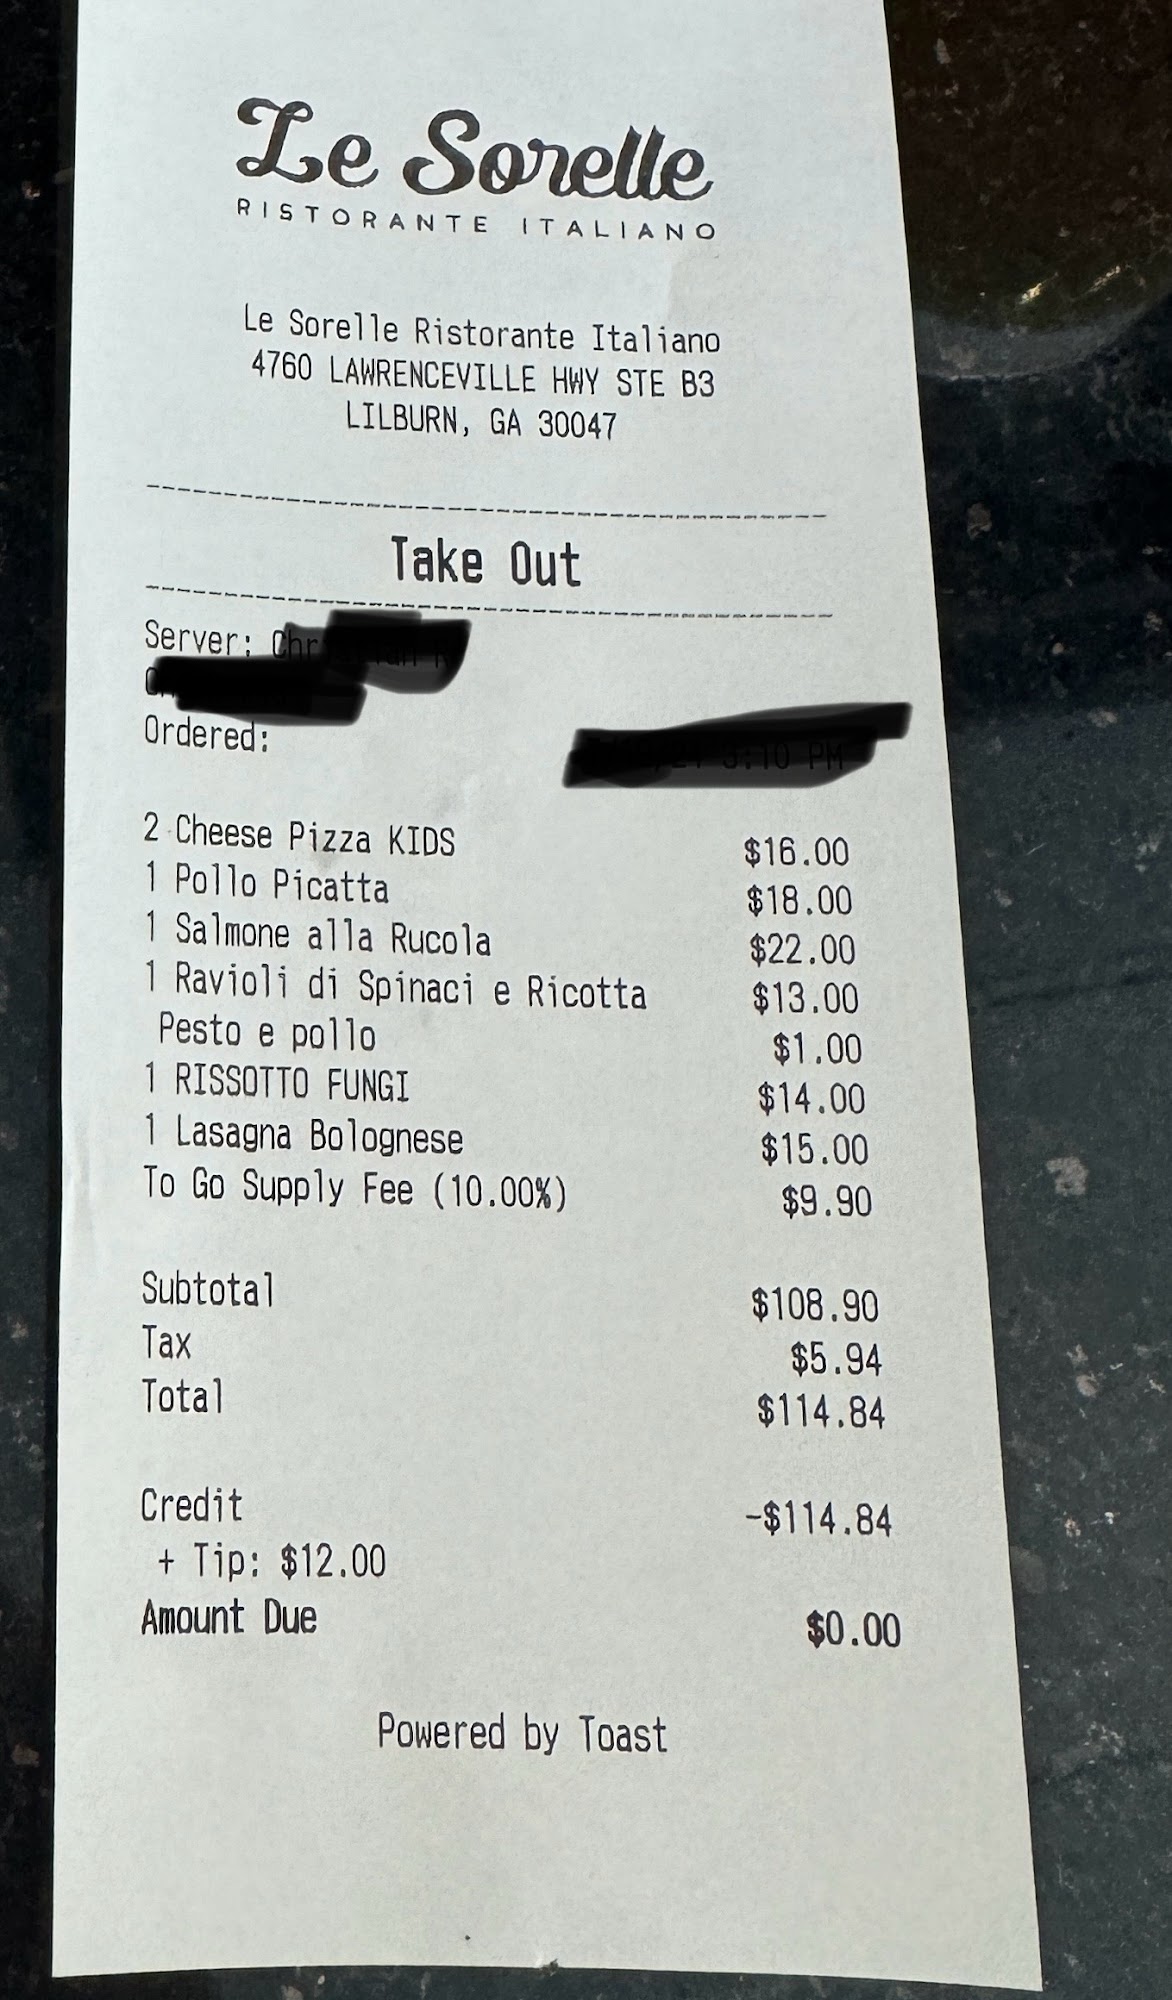 Le Sorelle
RISTORANTE ITALIANO
Le Sorelle Ristorante Italiano
4760 LAWRENCEVILLE HWY STE B3
LILBURN, GA 30047
Take Out
Server:
Ordered:
2 Cheese Pizza KIDS $16.00
1 Pollo Picatta $18.00
1 Salmone alla Rucola $22.00
1 Ravioli di Spinaci e Ricotta $13.00
Pesto e pollo $1.00
1 RISSOTTO FUNGI $14.00
1 Lasagna Bolognese $15.00
To Go Supply Fee (10.00%) $9.90
Subtotal $108.90
Tax $5.94
Total $114.84
Credit -$114.84
+ Tip: $12.00
Amount Due $0.00
Powered by Toast